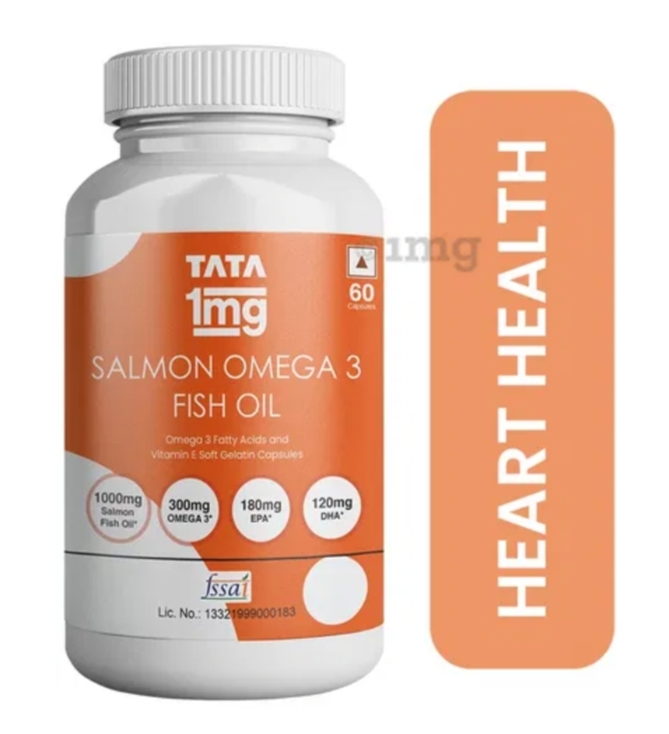 TATA
1mg
60
Capsules
SALMON OMEGA 3
FISH OIL
Omega 3 Fatty Acids and
Vitamin E Soft Gelatin Capsules
1000mg
Salmon
Fish Oil*
300mg
OMEGA 3*
180mg
EPA*
120mg
DHA*
fssai
Lic. No.: 13321999000183
HEART HEALTH
1mg